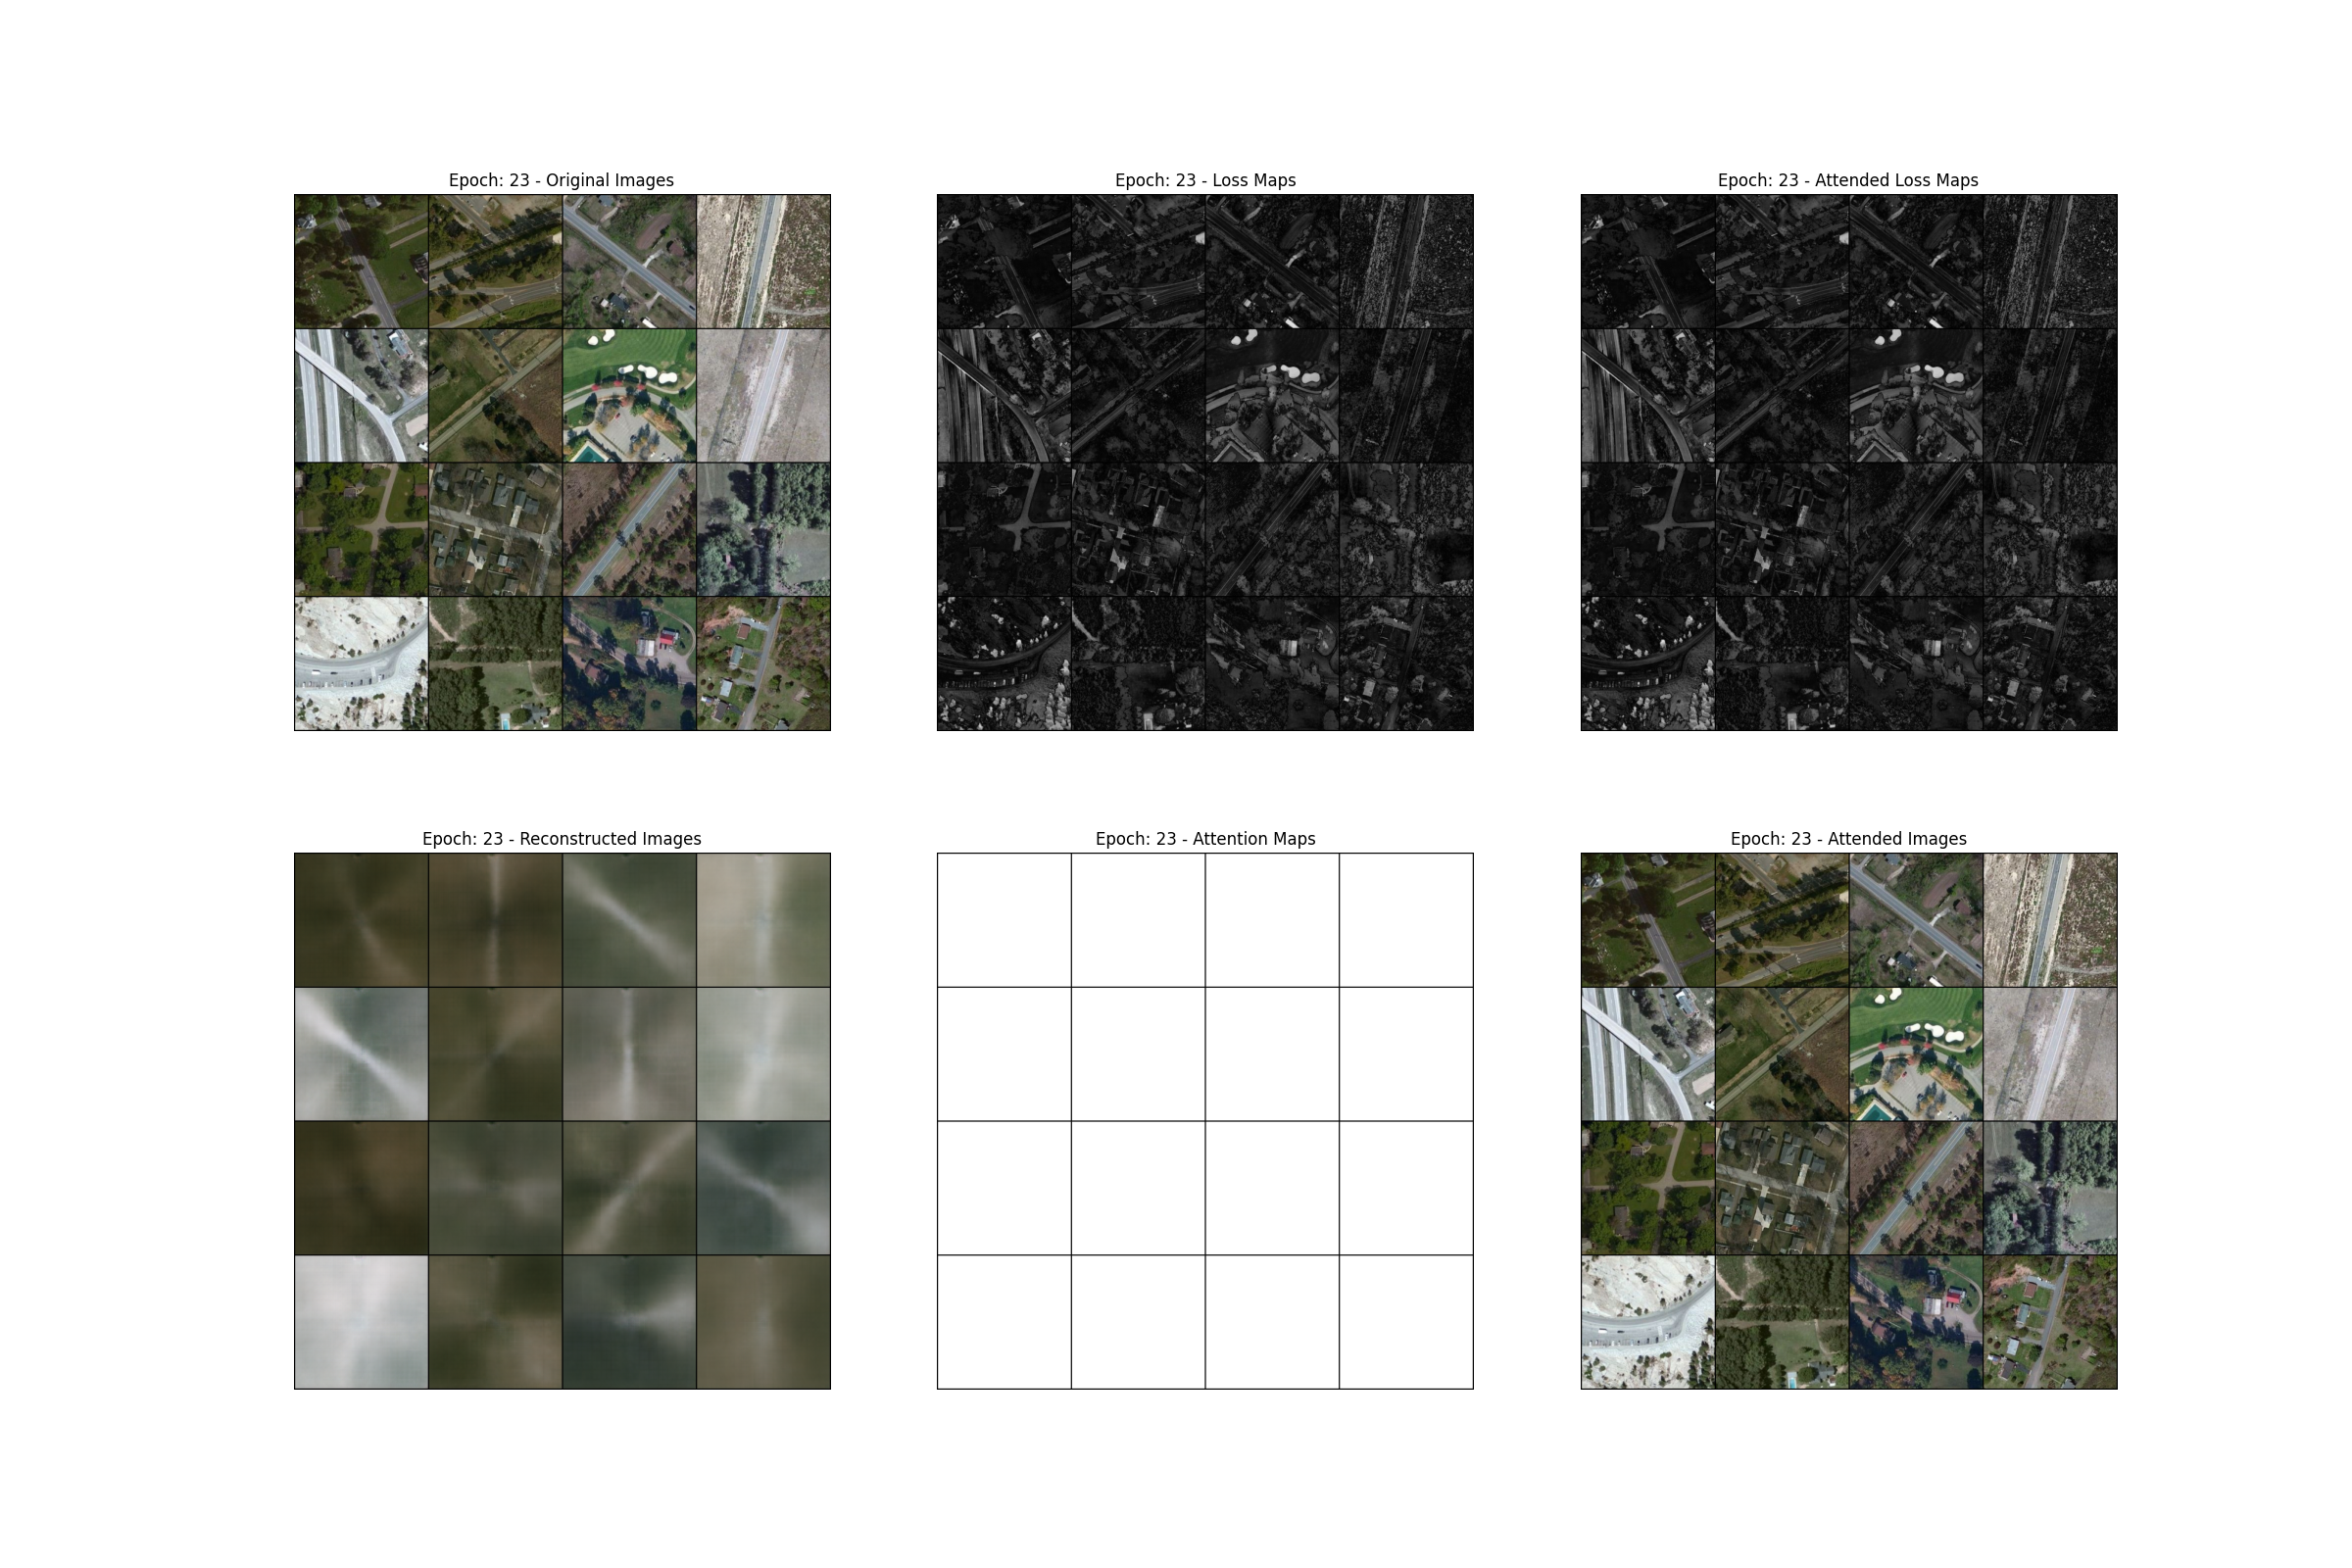 Epoch: 23 - Original Images
Epoch: 23 - Loss Maps
Epoch: 23 - Attended Loss Maps
Epoch: 23 - Reconstructed Images
Epoch: 23 - Attention Maps
Epoch: 23 - Attended Images